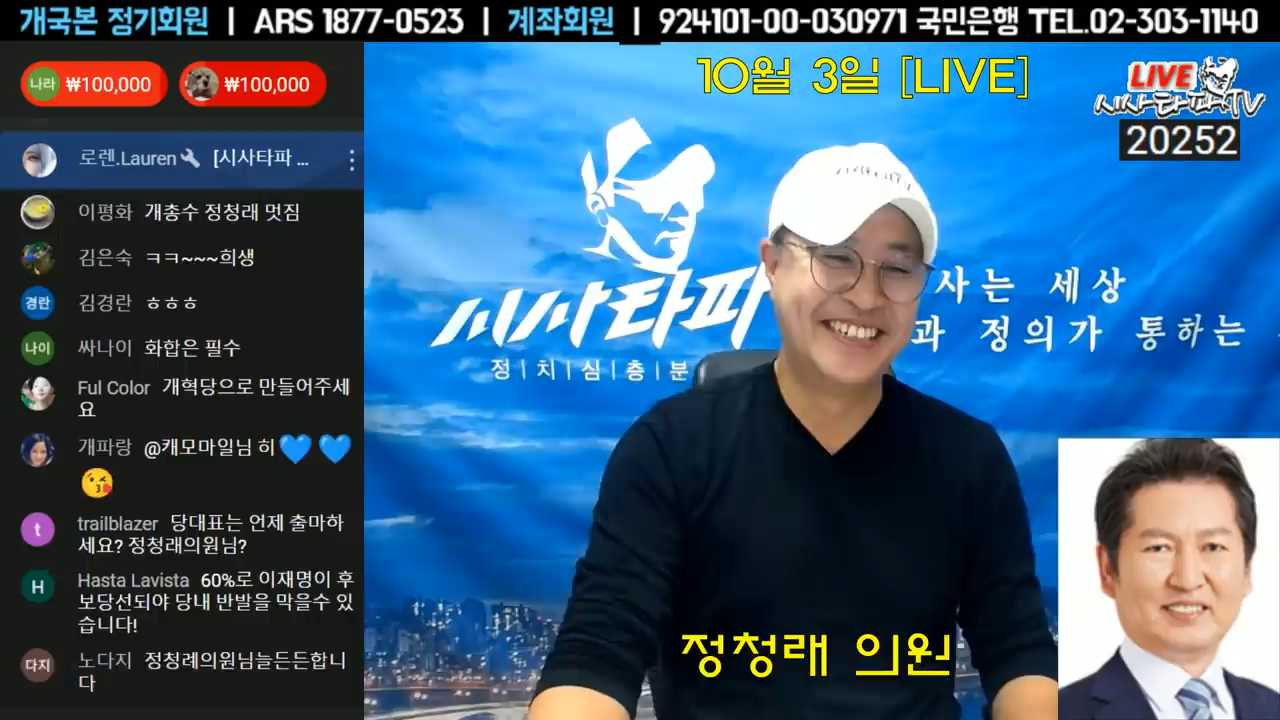 개국본 정기회원 | ARS 1877-0523 | 계좌회원 | 924101-00-030971 국민은행 TEL.02-303-1140
나라 ₩100,000 ₩100,000
10월 3일 [LIVE]
LIVE
시사타파TV
20252
로렌.Lauren [시사타파 ...
이평화 개총수 정청래 멋짐
김은숙 ㅋㅋ~~~희생
경란 김경란 ㅎㅎㅎ
나이 싸나이 화합은 필수
Ful Color 개혁당으로 만들어주세
요
개파랑 @캐모마일님 히💙💙
😘
t trailblazer 당대표는 언제 출마하
세요? 정청래의원님?
H Hasta Lavista 60%로 이재명이 후
보당선되야 당내 반발을 막을수 있
습니다!
다지 노다지 정청례의원님늘든든합니
다
시사타파
정|치|심|층|분
사는 세상
과 정의가 통하는
정청래 의원